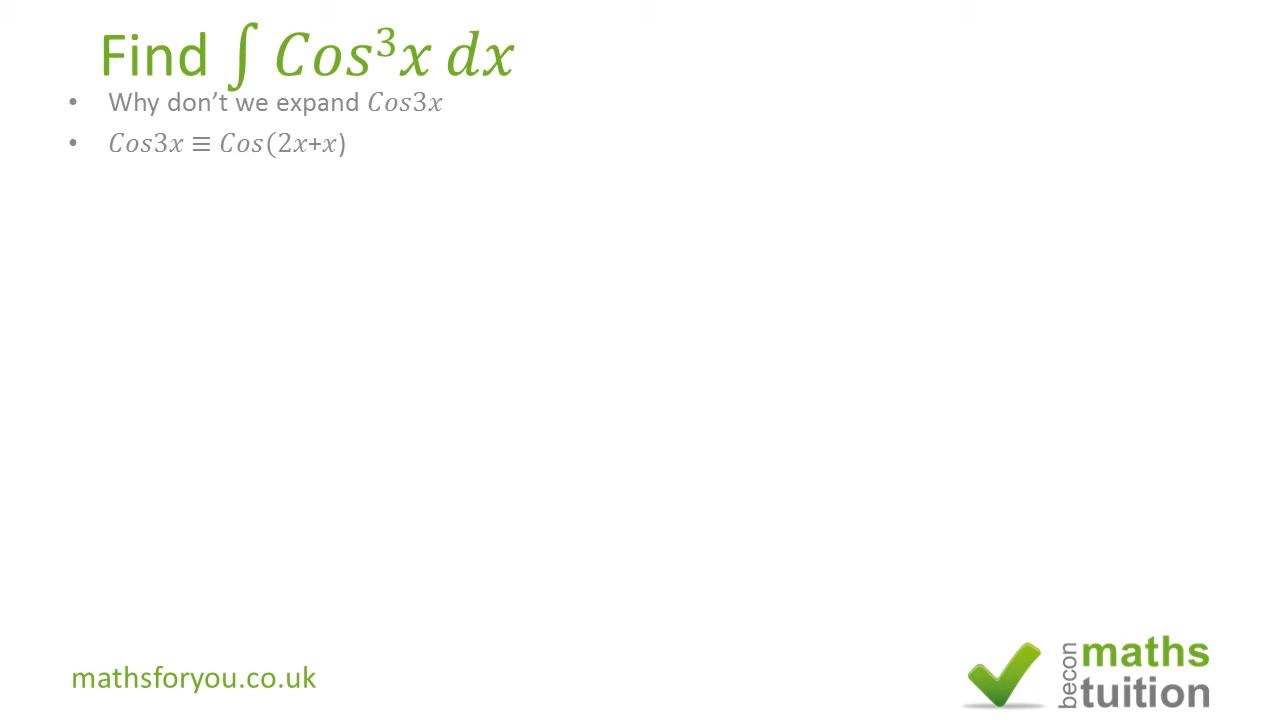 Find ∫ Cos³x dx
• Why don’t we expand Cos3x
• Cos3x ≡ Cos(2x+x)
mathsforyou.co.uk
becon maths tuition